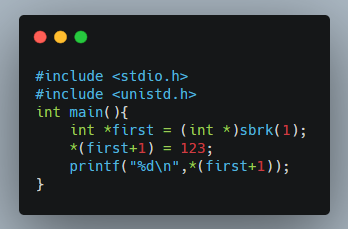 #include <stdio.h>
#include <unistd.h>
int main(){
    int *first = (int *)sbrk(1);
    *(first+1) = 123;
    printf("%d\n",*(first+1));
}